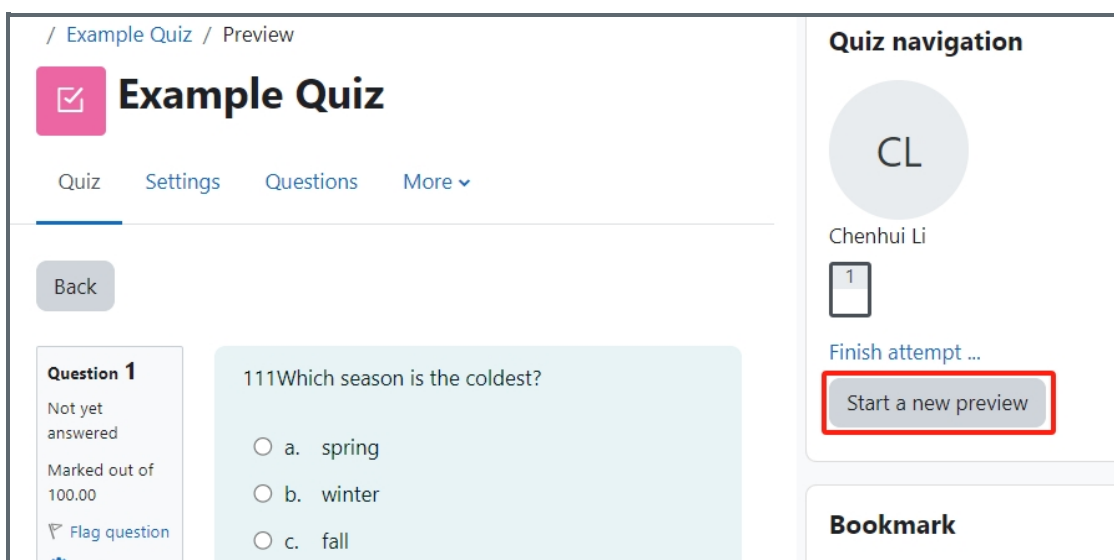 / Example Quiz / Preview
Example Quiz
Quiz Settings Questions More
Back
Question 1
Not yet
answered
Marked out of
100.00
Flag question
111Which season is the coldest?
a. spring
b. winter
c. fall
Quiz navigation
CL
Chenhui Li
1
Finish attempt ...
Start a new preview
Bookmark